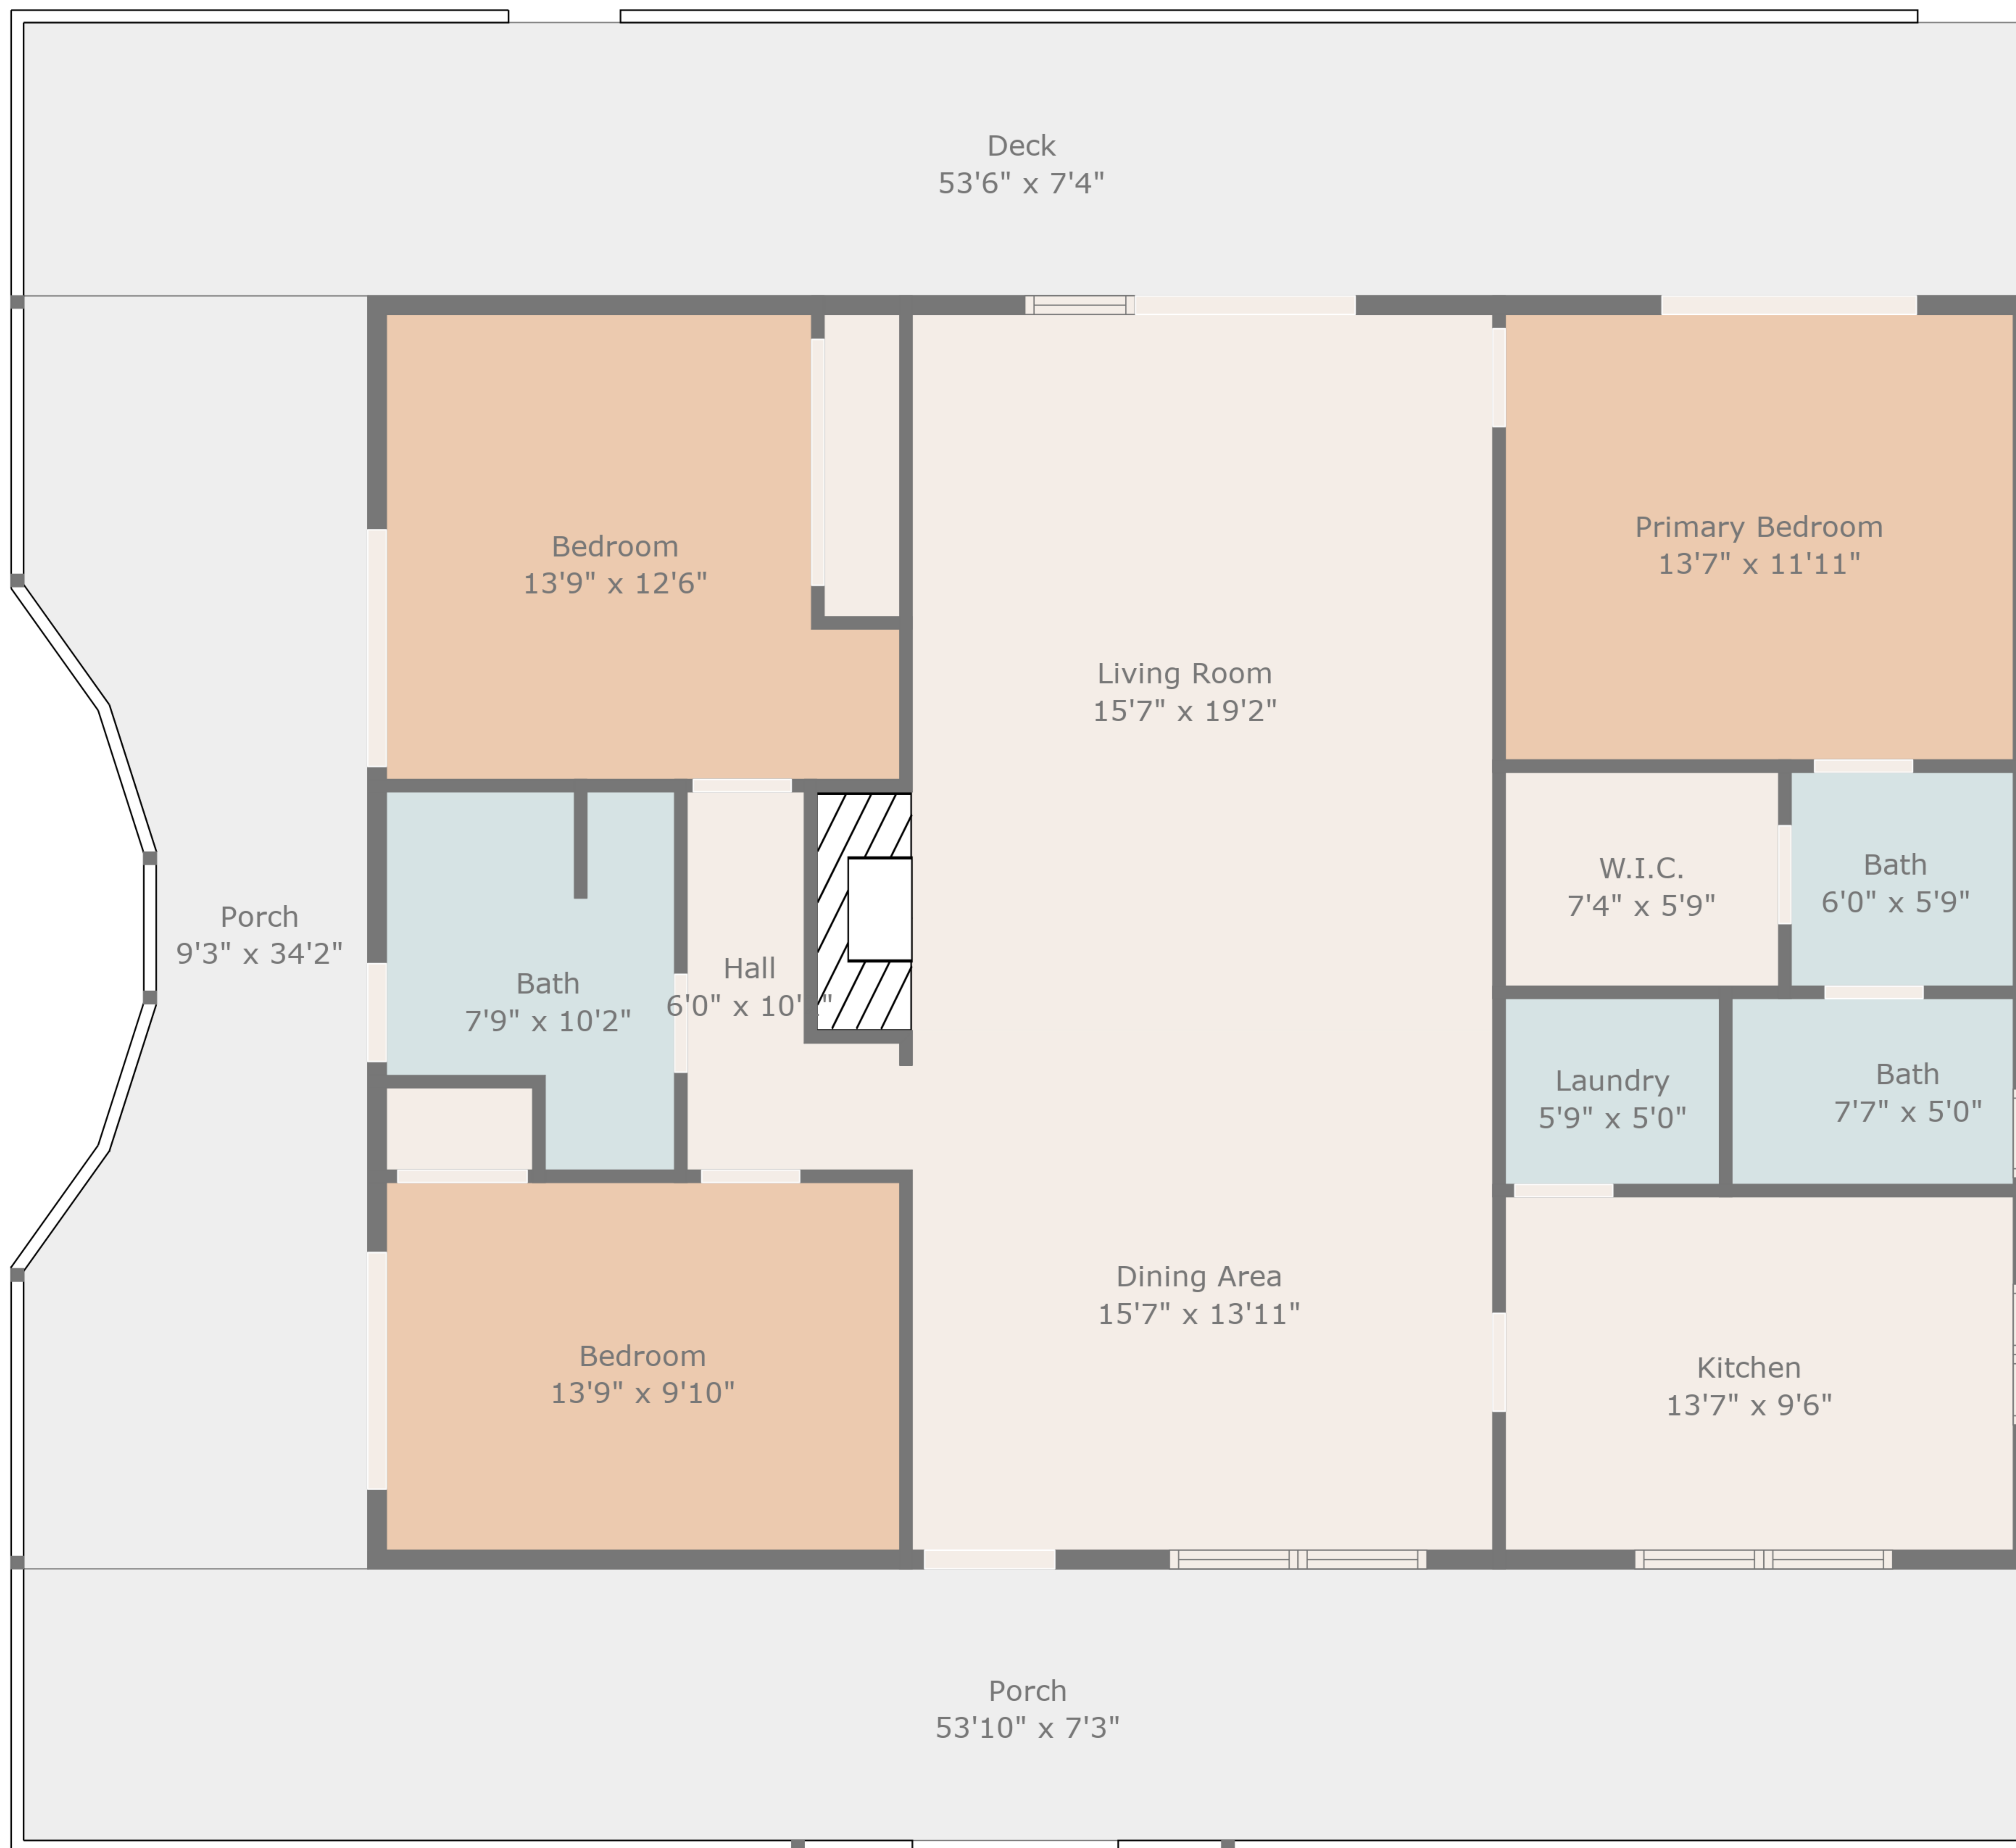 Deck
53'6" x 7'4"
Bedroom
13'9" x 12'6"
Primary Bedroom
13'7" x 11'11"
Living Room
15'7" x 19'2"
W.I.C.
7'4" x 5'9"
Bath
6'0" x 5'9"
Porch
9'3" x 34'2"
Bath
7'9" x 10'2"
Hall
6'0" x
Laundry
5'9" x 5'0"
Bath
7'7" x 5'0"
Dining Area
15'7" x 13'11"
Bedroom
13'9" x 9'10"
Kitchen
13'7" x 9'6"
Porch
53'10" x 7'3"